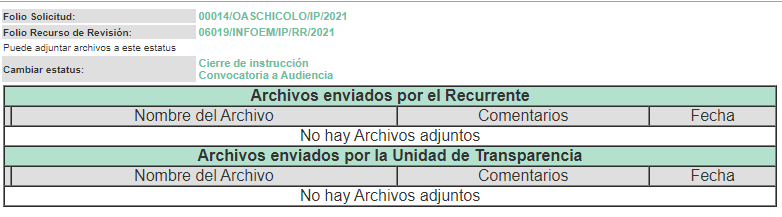 Folio Solicitud: 00014/OASCHICOLO/IP/2021
Folio Recurso de Revisión: 06019/INFOEM/IP/RR/2021
Puede adjuntar archivos a este estatus
Cambiar estatus: Cierre de instrucción
Convocatoria a Audiencia
Archivos enviados por el Recurrente
Nombre del Archivo Comentarios Fecha
No hay Archivos adjuntos
Archivos enviados por la Unidad de Transparencia
Nombre del Archivo Comentarios Fecha
No hay Archivos adjuntos